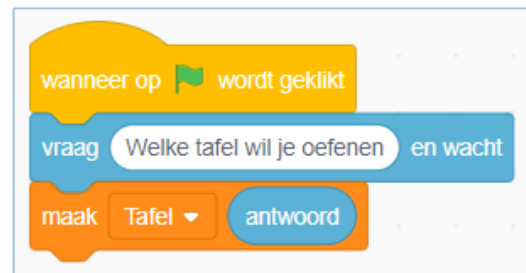 wanneer op wordt geklikt
vraag Welke tafel wil je oefenen en wacht
maak Tafel antwoord